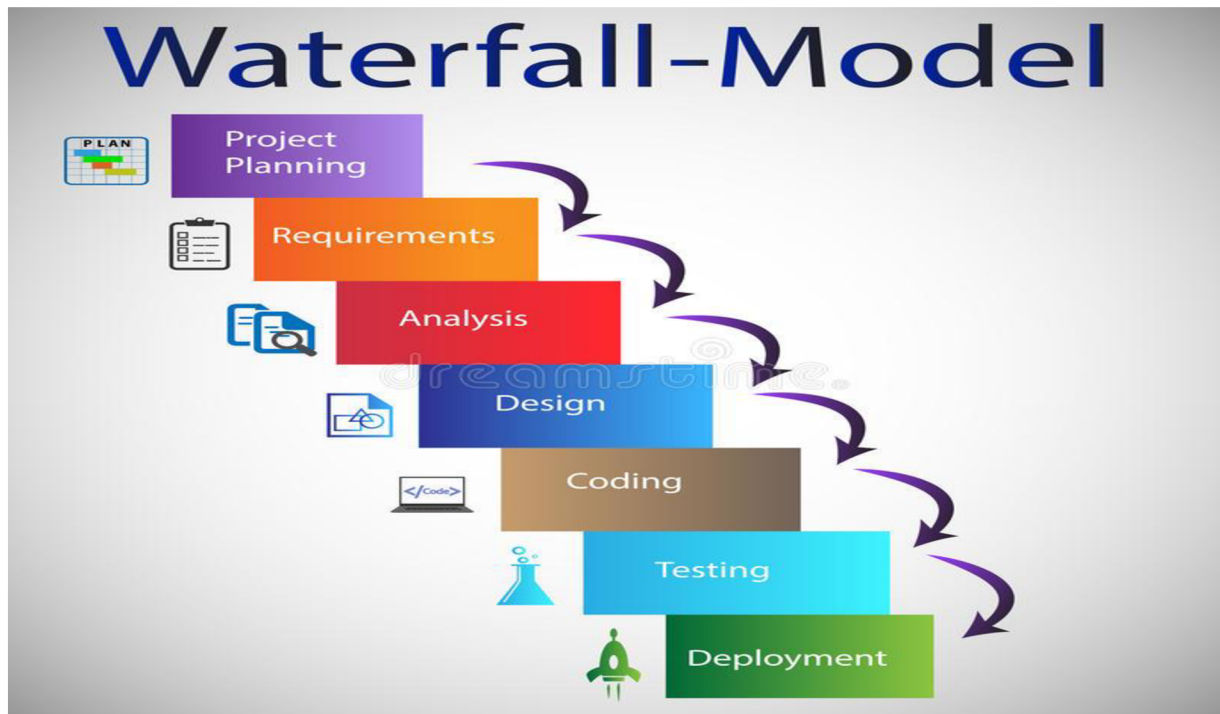 Waterfall-Model
PLAN
Project
Planning
Requirements
Analysis
dreamstime.
Design
</Code>
Coding
Testing
Deployment